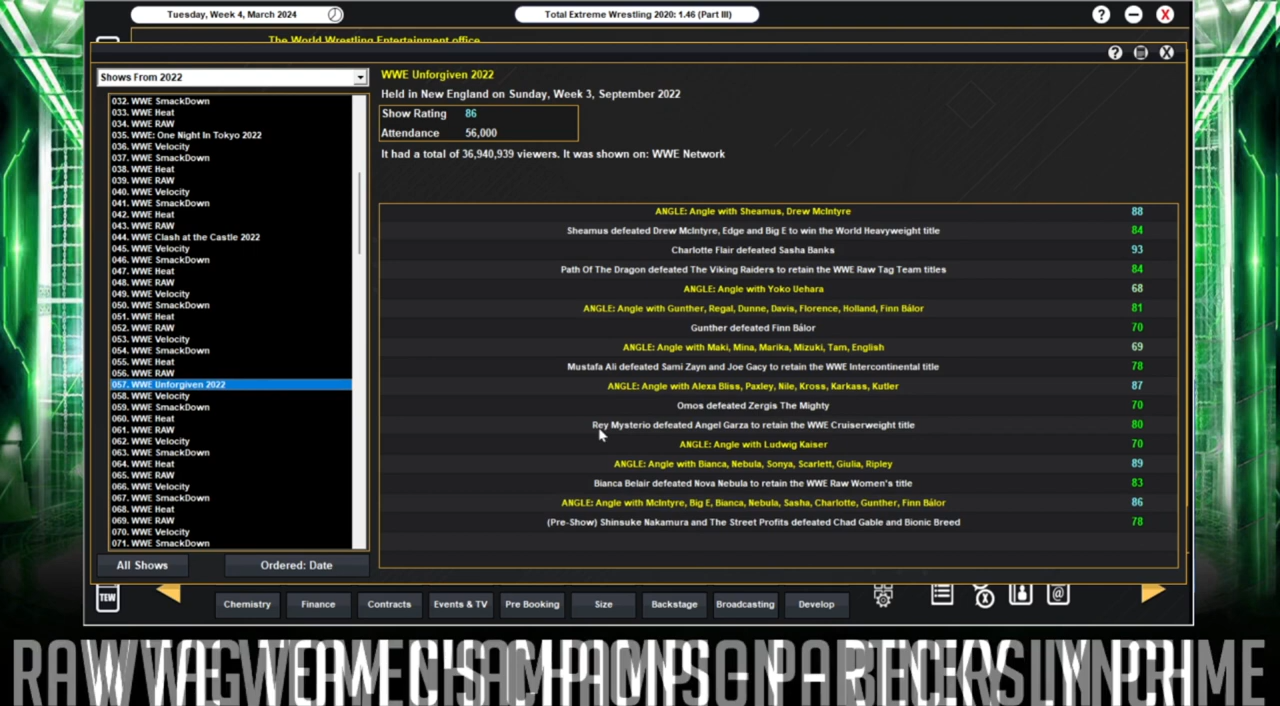 Tuesday, Week 4, March 2024
Total Extreme Wrestling 2020: 1.46 (Part III)
The World Wrestling Entertainment office
Shows From 2022
032. WWE SmackDown
033. WWE Heat
034. WWE RAW
035. WWE: One Night In Tokyo 2022
036. WWE Velocity
037. WWE SmackDown
038. WWE Heat
039. WWE RAW
040. WWE Velocity
041. WWE SmackDown
042. WWE Heat
043. WWE RAW
044. WWE Clash at the Castle 2022
045. WWE Velocity
046. WWE SmackDown
047. WWE Heat
048. WWE RAW
049. WWE Velocity
050. WWE SmackDown
051. WWE Heat
052. WWE RAW
053. WWE Velocity
054. WWE SmackDown
055. WWE Heat
056. WWE RAW
057. WWE Unforgiven 2022
058. WWE Velocity
059. WWE SmackDown
060. WWE Heat
061. WWE RAW
062. WWE Velocity
063. WWE SmackDown
064. WWE Heat
065. WWE RAW
066. WWE Velocity
067. WWE SmackDown
068. WWE Heat
069. WWE RAW
070. WWE Velocity
071. WWE SmackDown
All Shows
Ordered: Date
WWE Unforgiven 2022
Held in New England on Sunday, Week 3, September 2022
Show Rating 86
Attendance 56,000
It had a total of 36,940,939 viewers. It was shown on: WWE Network
ANGLE: Angle with Sheamus, Drew McIntyre 88
Sheamus defeated Drew McIntyre, Edge and Big E to win the World Heavyweight title 84
Charlotte Flair defeated Sasha Banks 93
Path Of The Dragon defeated The Viking Raiders to retain the WWE Raw Tag Team titles 84
ANGLE: Angle with Yoko Uehara 68
ANGLE: Angle with Gunther, Regal, Dunne, Davis, Florence, Holland, Finn Bálor 81
Gunther defeated Finn Bálor 70
ANGLE: Angle with Maki, Mina, Marika, Mizuki, Tam, English 69
Mustafa Ali defeated Sami Zayn and Joe Gacy to retain the WWE Intercontinental title 78
ANGLE: Angle with Alexa Bliss, Paxley, Nile, Kross, Karkass, Kutler 87
Omos defeated Zergis The Mighty 70
Rey Mysterio defeated Angel Garza to retain the WWE Cruiserweight title 80
ANGLE: Angle with Ludwig Kaiser 70
ANGLE: Angle with Bianca, Nebula, Sonya, Scarlett, Giulia, Ripley 89
Bianca Belair defeated Nova Nebula to retain the WWE Raw Women's title 83
ANGLE: Angle with McIntyre, Big E, Bianca, Nebula, Sasha, Charlotte, Gunther, Finn Bálor 86
(Pre-Show) Shinsuke Nakamura and The Street Profits defeated Chad Gable and Bionic Breed 78
TEW
Chemistry
Finance
Contracts
Events & TV
Pre Booking
Size
Backstage
Broadcasting
Develop